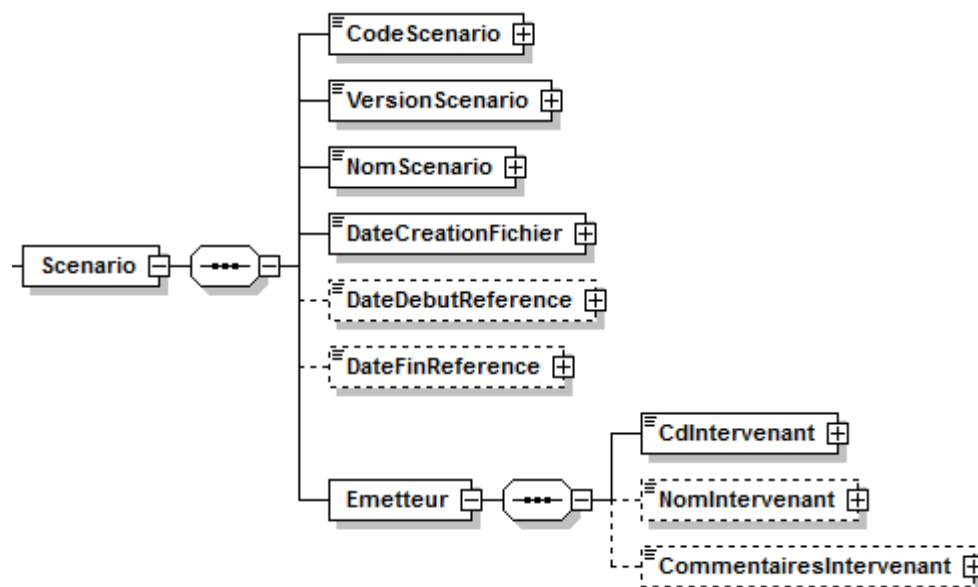 CodeScenario
VersionScenario
NomScenario
DateCreationFichier
Scenario
DateDebutReference
DateFinReference
CdIntervenant
Emetteur
NomIntervenant
CommentairesIntervenant